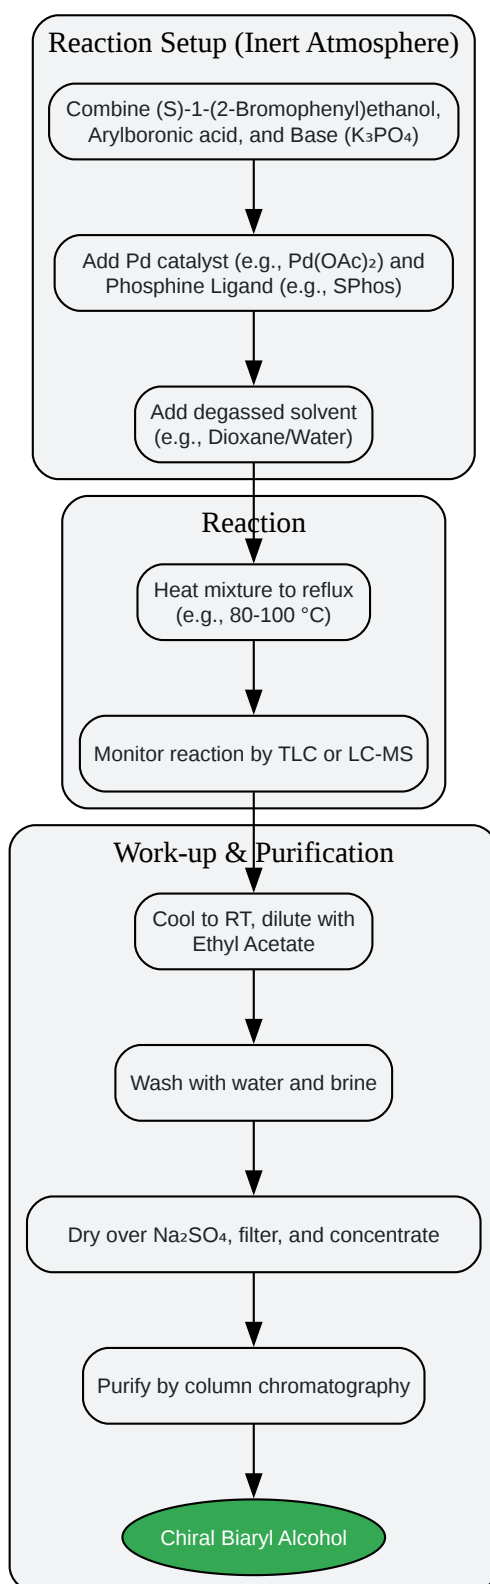 Reaction Setup (Inert Atmosphere)
Combine (S)-1-(2-Bromophenyl)ethanol,
Arylboronic acid, and Base (K₃PO₄)
Add Pd catalyst (e.g., Pd(OAc)₂) and
Phosphine Ligand (e.g., SPhos)
Add degassed solvent
(e.g., Dioxane/Water)
Reaction
Heat mixture to reflux
(e.g., 80-100 °C)
Monitor reaction by TLC or LC-MS
Work-up & Purification
Cool to RT, dilute with
Ethyl Acetate
Wash with water and brine
Dry over Na₂SO₄, filter, and concentrate
Purify by column chromatography
Chiral Biaryl Alcohol